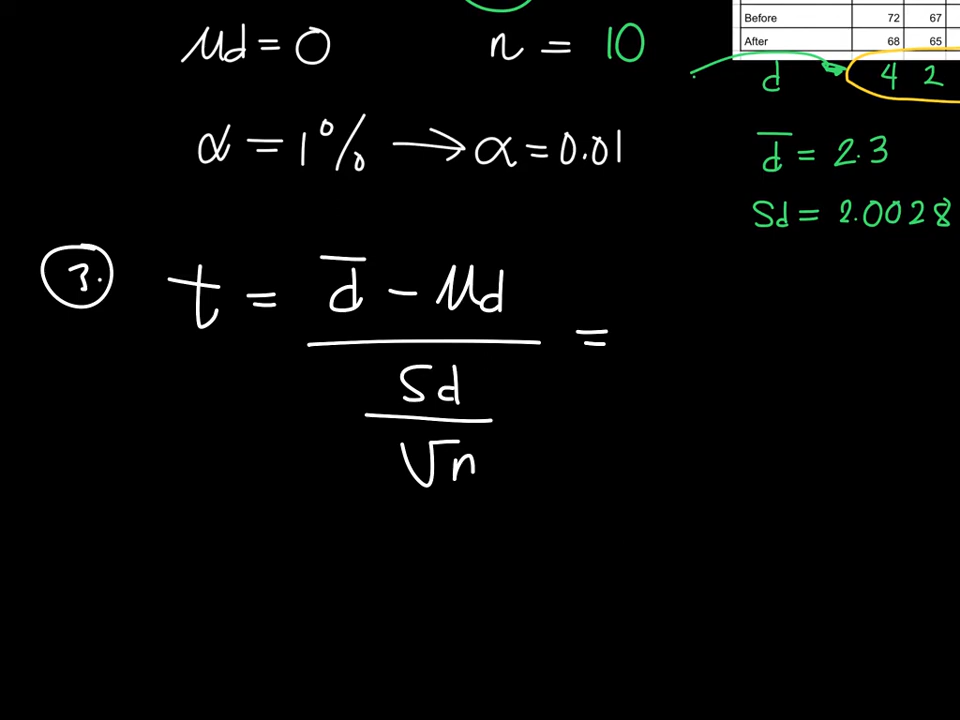 Before 72 67
After 68 65
μd = 0 n = 10
d 4 2
α = 1% → α = 0.01
d̅ = 2.3
Sd = 2.0028
3. t = (d̅ - μd) / (Sd / √n) =